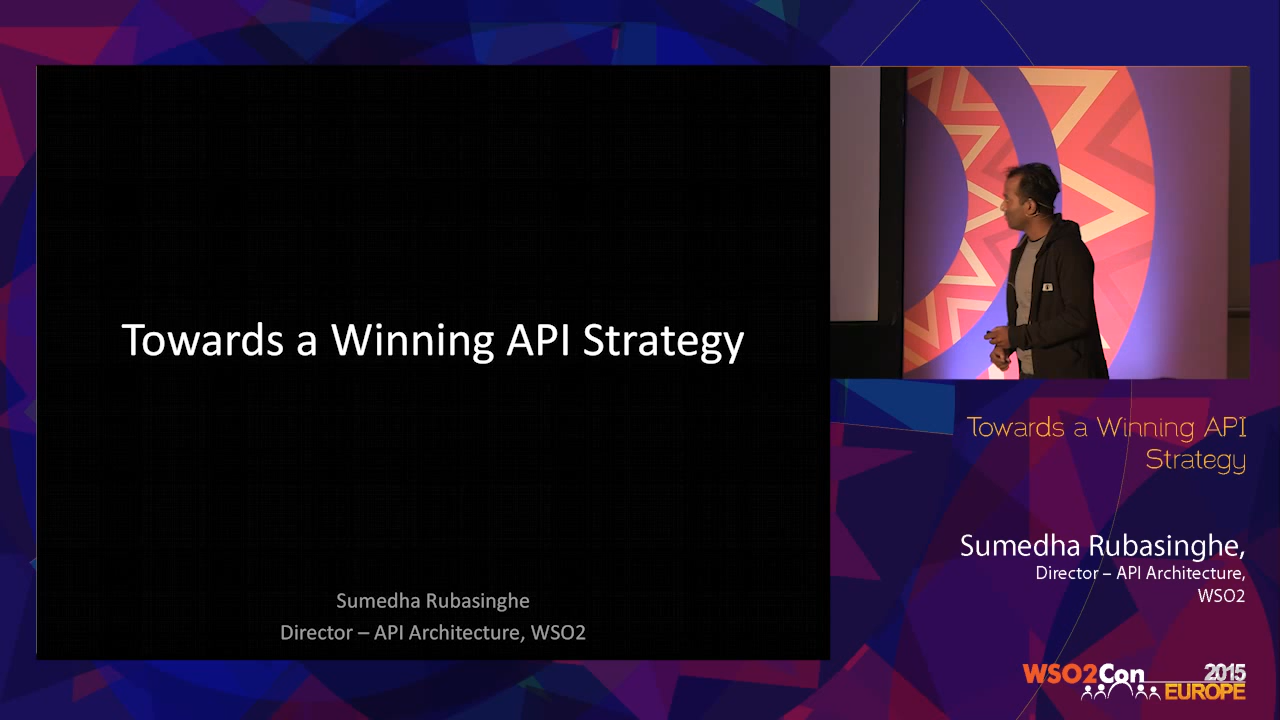 Towards a Winning API Strategy
Sumedha Rubasinghe
Director – API Architecture, WSO2
Towards a Winning API
Strategy
Sumedha Rubasinghe,
Director – API Architecture,
WSO2
WSO2Con 2015
EUROPE